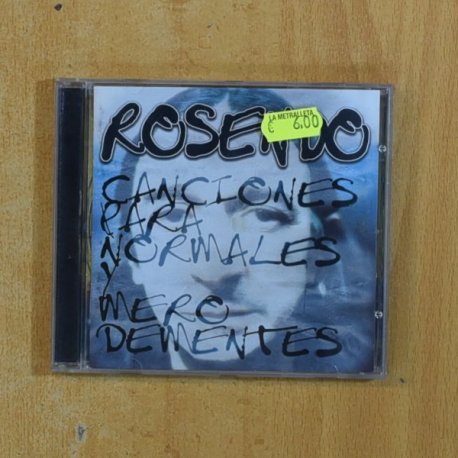 ROSENDO
LA METRALLETA
€ 6.00
CANCIONES
PARA
NORMALES
Y
MERO
DEMENTES